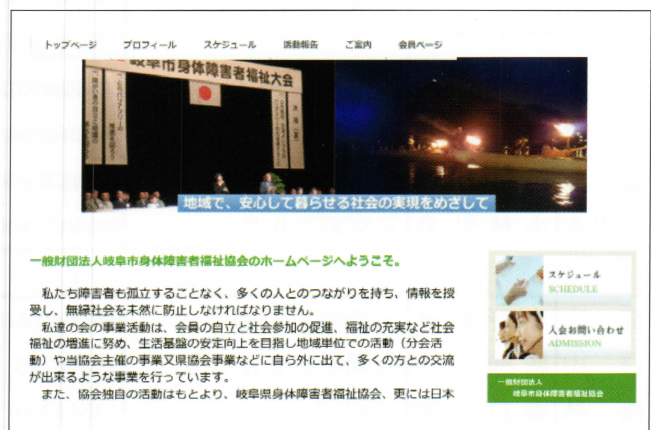 トップページ プロフィール スケジュール 活動報告 ご案内 会員ページ
岐阜市身体障害者福祉大会
地域で、安心して暮らせる社会の実現をめざして
一般財団法人岐阜市身体障害者福祉協会のホームページへようこそ。
私たち障害者も孤立することなく、多くの人とのつながりを持ち、情報を授
受し、無縁社会を未然に防止しなければなりません。
私達の会の事業活動は、会員の自立と社会参加の促進、福祉の充実など社会
福祉の増進に努め、生活基盤の安定向上を目指し地域単位での活動（分会活
動）や当協会主催の事業又県協会事業などに自ら外に出て、多くの方との交流
が出来るような事業を行っています。
また、協会独自の活動はもとより、岐阜県身体障害者福祉協会、更には日本
スケジュール
SCHEDULE
入会お問い合わせ
ADMISSION
一般財団法人
岐阜市身体障害者福祉協会